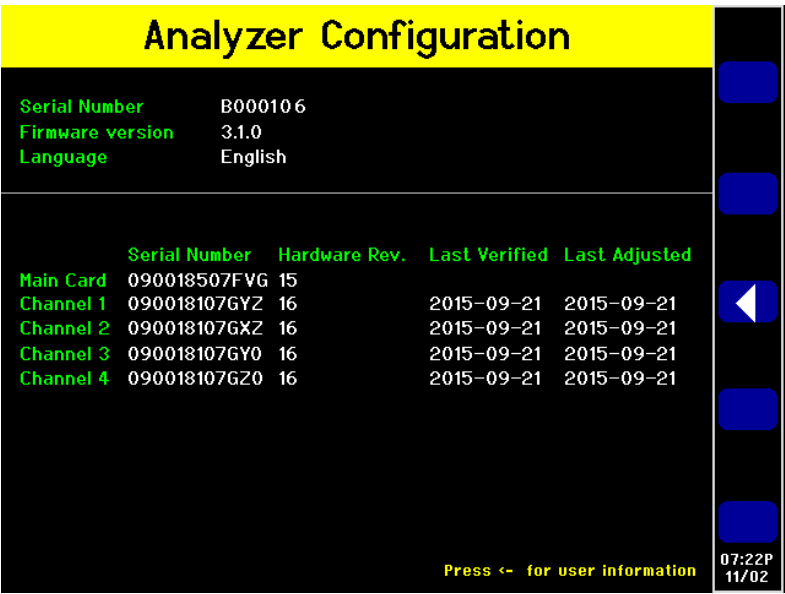 Analyzer Configuration
Serial Number B000106
Firmware version 3.1.0
Language English
Serial Number Hardware Rev. Last Verified Last Adjusted
Main Card 090018507FVG 15
Channel 1 090018107GYZ 16 2015-09-21 2015-09-21
Channel 2 090018107GXZ 16 2015-09-21 2015-09-21
Channel 3 090018107GY0 16 2015-09-21 2015-09-21
Channel 4 090018107GZ0 16 2015-09-21 2015-09-21
Press <- for user information
07:22P
11/02